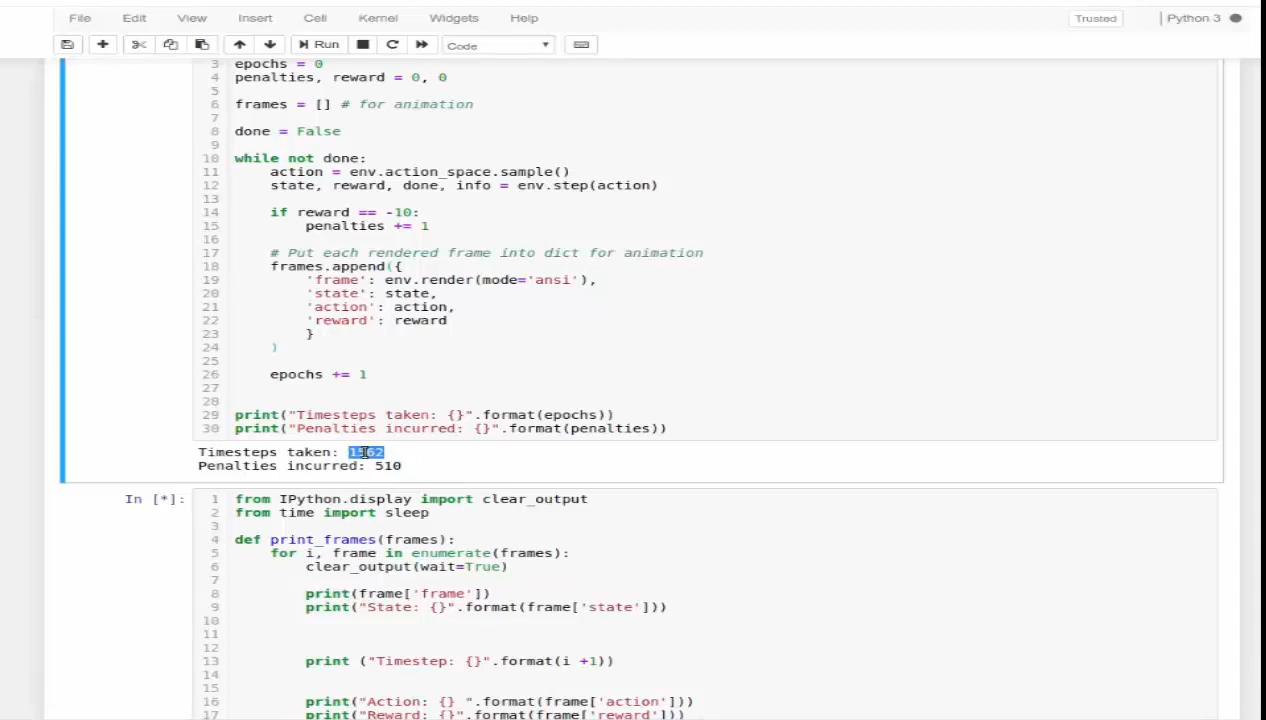 File Edit View Insert Cell Kernel Widgets Help Trusted Python 3
Run Code
3 epochs = 0
4 penalties, reward = 0, 0
5
6 frames = [] # for animation
7
8 done = False
9
10 while not done:
11 action = env.action_space.sample()
12 state, reward, done, info = env.step(action)
13
14 if reward == -10:
15 penalties += 1
16
17 # Put each rendered frame into dict for animation
18 frames.append({
19 'frame': env.render(mode='ansi'),
20 'state': state,
21 'action': action,
22 'reward': reward
23 }
24 )
25
26 epochs += 1
27
28
29 print("Timesteps taken: {}".format(epochs))
30 print("Penalties incurred: {}".format(penalties))
Timesteps taken:
Penalties incurred: 510
In [*]: 1 from IPython.display import clear_output
2 from time import sleep
3
4 def print_frames(frames):
5 for i, frame in enumerate(frames):
6 clear_output(wait=True)
7
8 print(frame['frame'])
9 print("State: {}".format(frame['state']))
10
11
12
13 print ("Timestep: {}".format(i +1))
14
15
16 print("Action: {} ".format(frame['action']))
17 print("Reward: {}".format(frame['reward']))